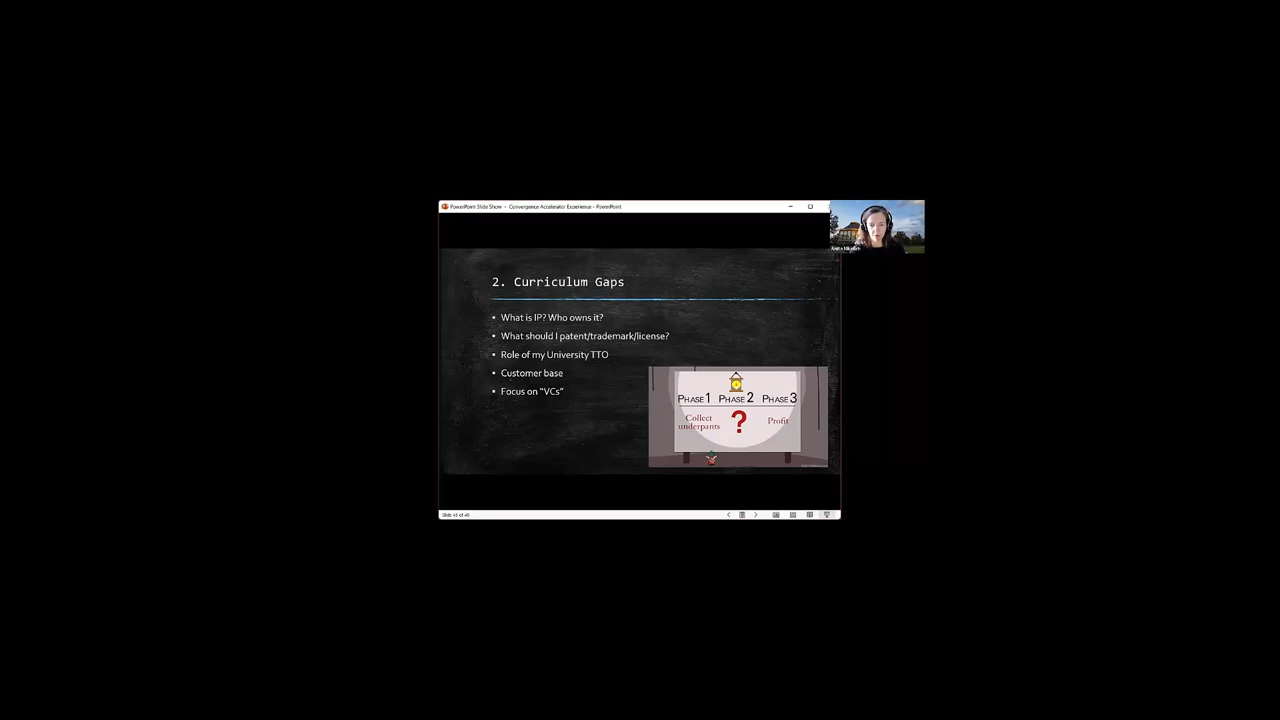 PowerPoint Slide Show - Convergence Accelerator Experience - PowerPoint
2. Curriculum Gaps
▪ What is IP? Who owns it?
▪ What should I patent/trademark/license?
▪ Role of my University TTO
▪ Customer base
▪ Focus on “VCs”
PHASE 1 PHASE 2 PHASE 3
Collect underpants
?
Profit